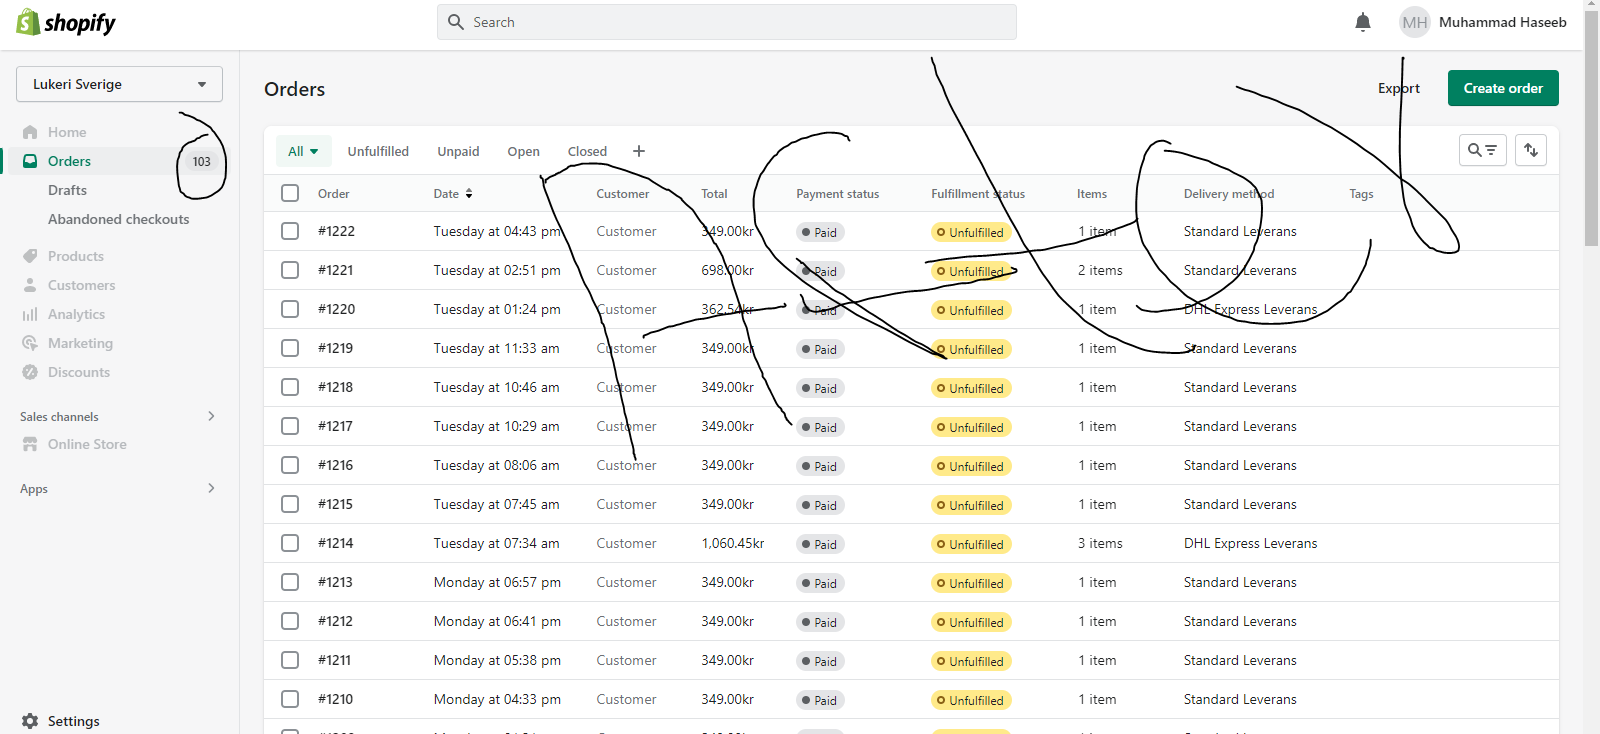 shopify
Search
MH Muhammad Haseeb
Lukeri Sverige
Home
Orders 103
Drafts
Abandoned checkouts
Products
Customers
Analytics
Marketing
Discounts
Sales channels
Online Store
Apps
Settings
Orders Export Create order
All Unfulfilled Unpaid Open Closed +
Order Date Customer Total Payment status Fulfillment status Items Delivery method Tags
#1222 Tuesday at 04:43 pm Customer 349.00kr Paid Unfulfilled 1 item Standard Leverans
#1221 Tuesday at 02:51 pm Customer 698.00kr Paid Unfulfilled 2 items Standard Leverans
#1220 Tuesday at 01:24 pm Customer 362.54kr Paid Unfulfilled 1 item DHL Express Leverans
#1219 Tuesday at 11:33 am Customer 349.00kr Paid Unfulfilled 1 item Standard Leverans
#1218 Tuesday at 10:46 am Customer 349.00kr Paid Unfulfilled 1 item Standard Leverans
#1217 Tuesday at 10:29 am Customer 349.00kr Paid Unfulfilled 1 item Standard Leverans
#1216 Tuesday at 08:06 am Customer 349.00kr Paid Unfulfilled 1 item Standard Leverans
#1215 Tuesday at 07:45 am Customer 349.00kr Paid Unfulfilled 1 item Standard Leverans
#1214 Tuesday at 07:34 am Customer 1,060.45kr Paid Unfulfilled 3 items DHL Express Leverans
#1213 Monday at 06:57 pm Customer 349.00kr Paid Unfulfilled 1 item Standard Leverans
#1212 Monday at 06:41 pm Customer 349.00kr Paid Unfulfilled 1 item Standard Leverans
#1211 Monday at 05:38 pm Customer 349.00kr Paid Unfulfilled 1 item Standard Leverans
#1210 Monday at 04:33 pm Customer 349.00kr Paid Unfulfilled 1 item Standard Leverans